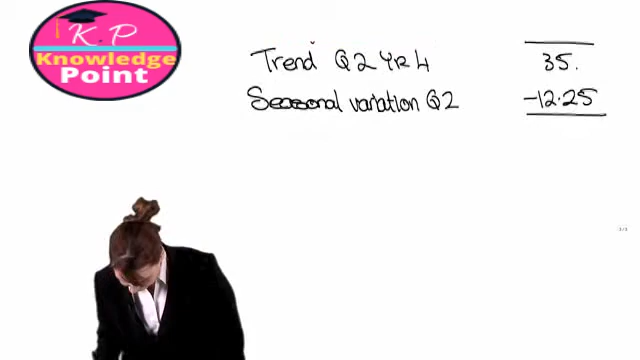 K.P
Knowledge
Point
Trend Q2 YR 4 35.
Seasonal variation Q2 -12.25